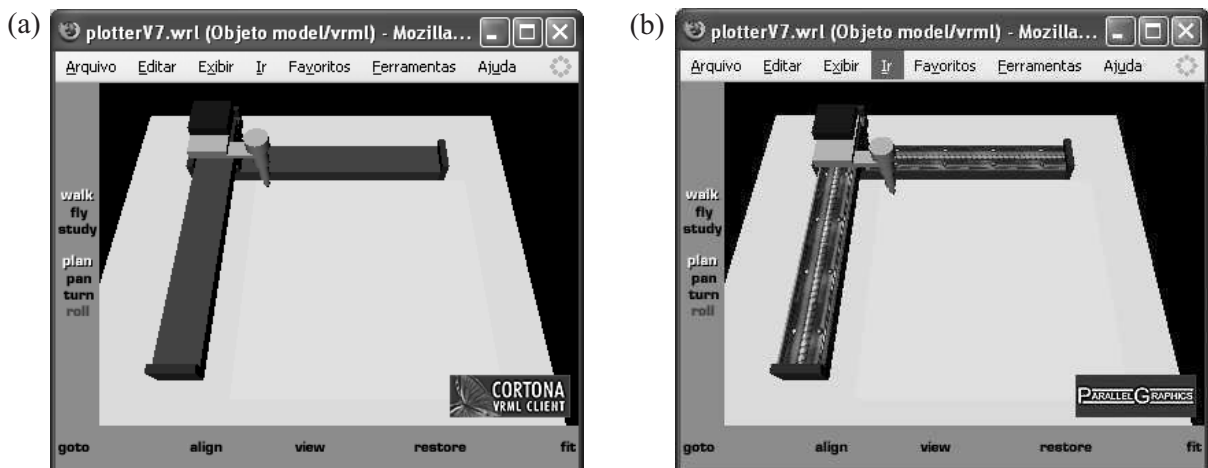 (a)
plotterV7.wrl (Objeto model/vrml) - Mozilla...
Arquivo Editar Exibir Ir Favoritos Ferramentas Ajuda
walk
fly
study
plan
pan
turn
roll
CORTONA
VRML CLIENT
goto align view restore fit
(b)
plotterV7.wrl (Objeto model/vrml) - Mozilla...
Arquivo Editar Exibir Ir Favoritos Ferramentas Ajuda
walk
fly
study
plan
pan
turn
roll
PARALLELGRAPHICS
goto align view restore fit